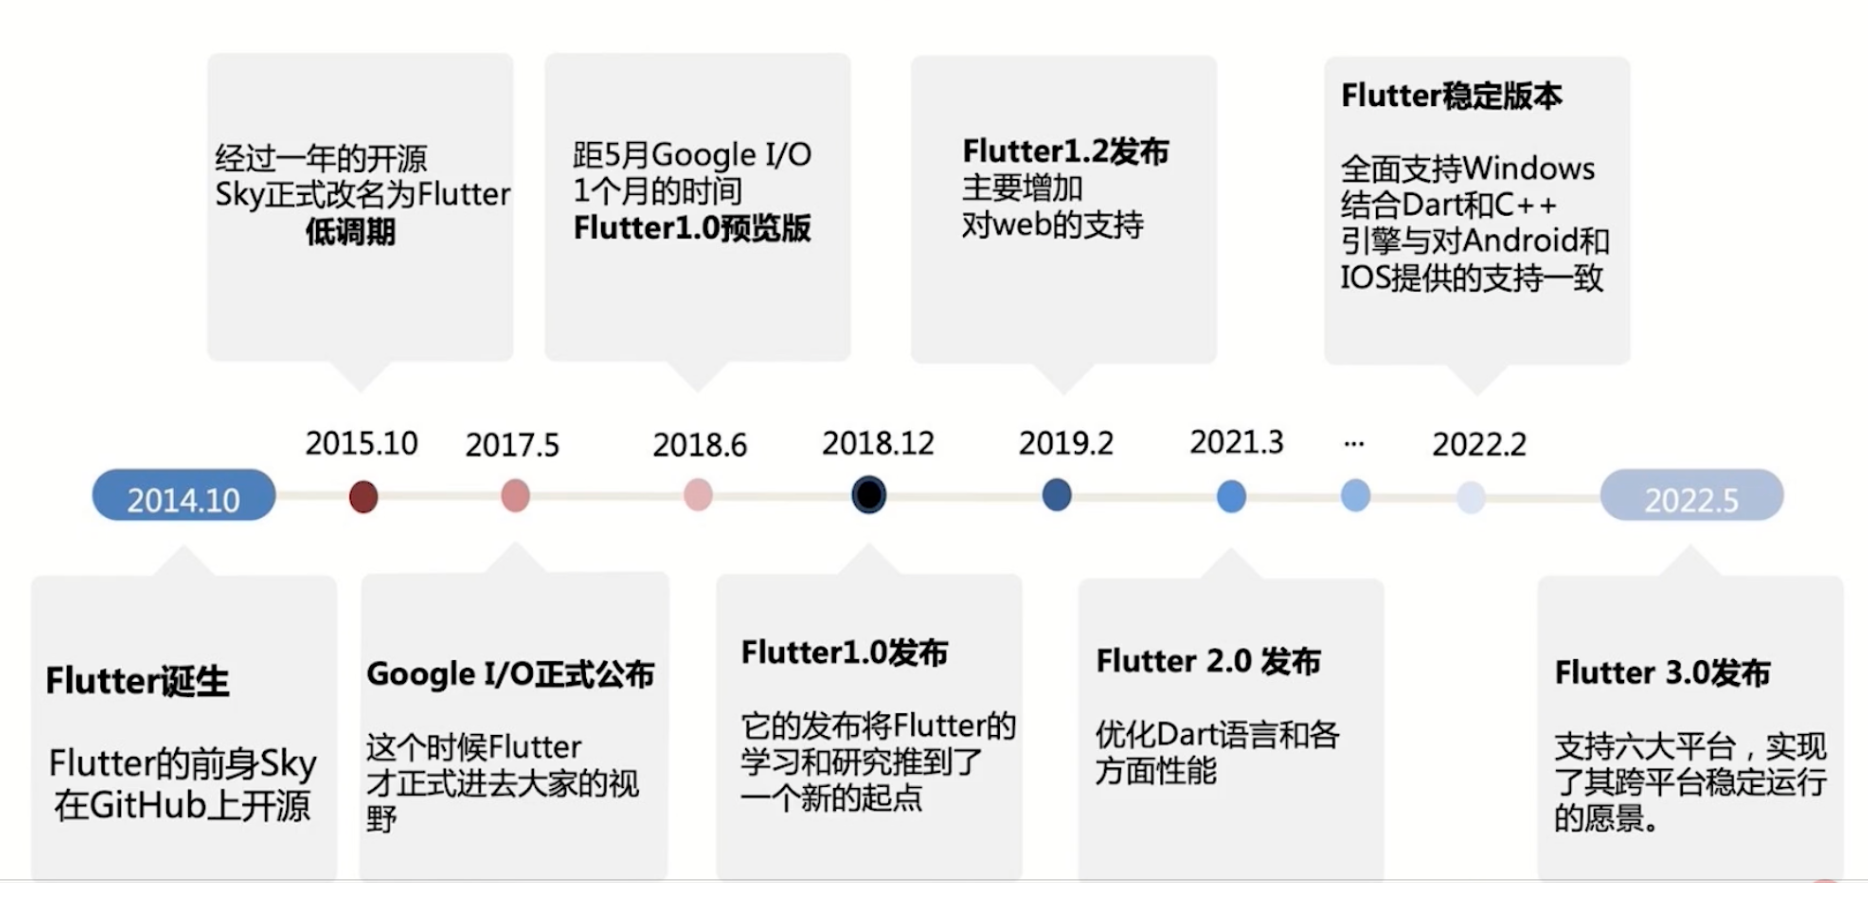 经过一年的开源
Sky正式改名为Flutter
低调期
距5月Google I/O
1个月的时间
Flutter1.0预览版
Flutter1.2发布
主要增加
对web的支持
Flutter稳定版本
全面支持Windows
结合Dart和C++
引擎与对Android和
IOS提供的支持一致
2014.10
2015.10
2017.5
2018.6
2018.12
2019.2
2021.3
...
2022.2
2022.5
Flutter诞生
Flutter的前身Sky
在GitHub上开源
Google I/O正式公布
这个时候Flutter
才正式进去大家的视
野
Flutter1.0发布
它的发布将Flutter的
学习和研究推到了
一个新的起点
Flutter 2.0 发布
优化Dart语言和各
方面性能
Flutter 3.0发布
支持六大平台，实现
了其跨平台稳定运行
的愿景。